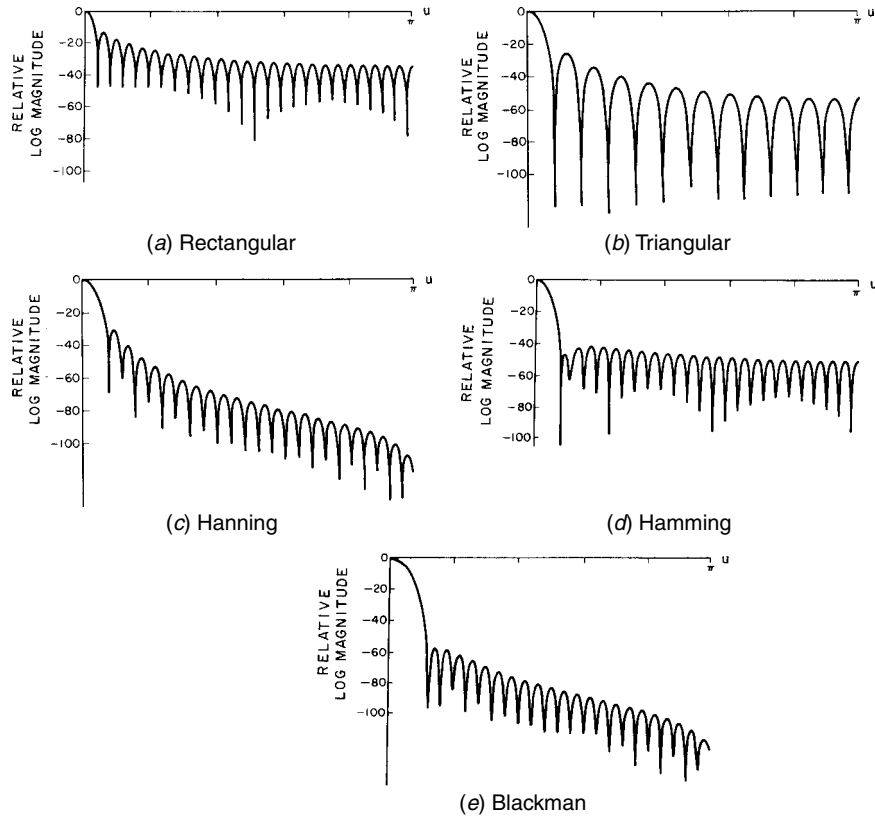 0
-20
-40
-60
-80
-100
RELATIVE
LOG MAGNITUDE
π
u
(a) Rectangular
0
-20
-40
-60
-80
-100
RELATIVE
LOG MAGNITUDE
π
u
(b) Triangular
0
-20
-40
-60
-80
-100
RELATIVE
LOG MAGNITUDE
π
u
(c) Hanning
0
-20
-40
-60
-80
-100
RELATIVE
LOG MAGNITUDE
π
u
(d) Hamming
0
-20
-40
-60
-80
-100
RELATIVE
LOG MAGNITUDE
π
u
(e) Blackman